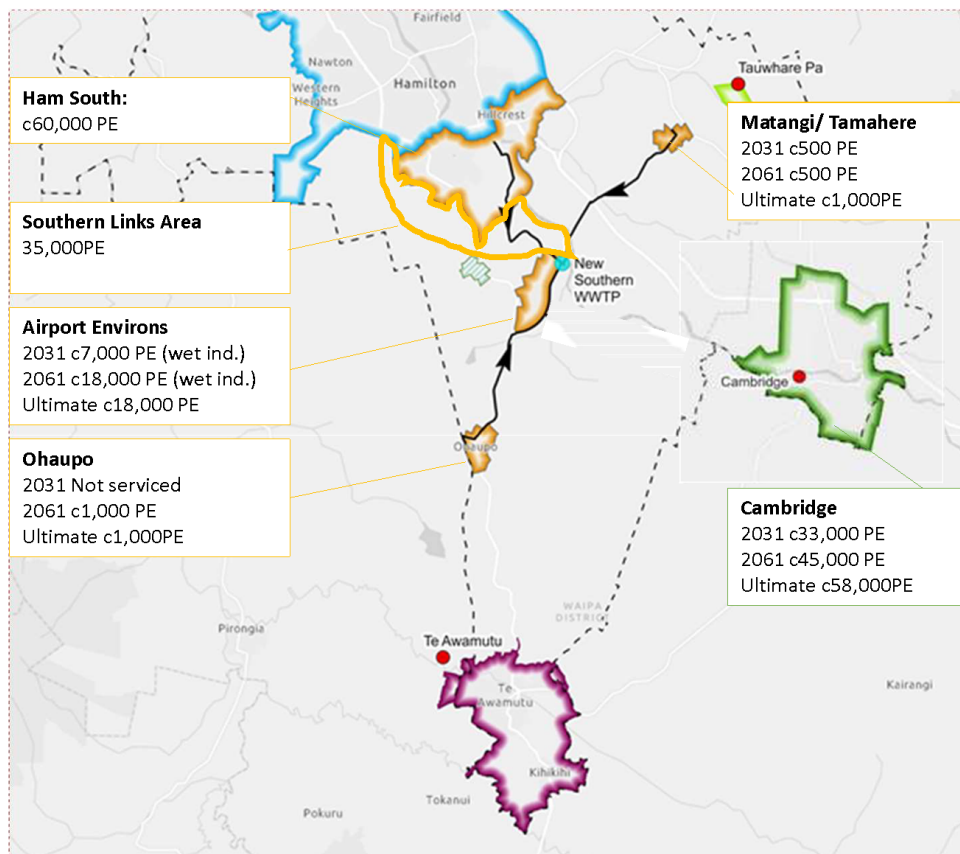 Fairfield
Nawton
Hamilton
Western
Heights
Hillcrest
Tauwhare Pa
Ham South:
c60,000 PE
Matangi/ Tamahere
2031 c500 PE
2061 c500 PE
Ultimate c1,000PE
Southern Links Area
35,000PE
New
Southern
WWTP
Airport Environs
2031 c7,000 PE (wet ind.)
2061 c18,000 PE (wet ind.)
Ultimate c18,000 PE
Cambridge
Ohaupo
Ohaupo
2031 Not serviced
2061 c1,000 PE
Ultimate c1,000PE
Cambridge
2031 c33,000 PE
2061 c45,000 PE
Ultimate c58,000PE
WAIPA
DISTRICT
Pirongia
Te Awamutu
Te
Awamutu
Kairangi
Kihikihi
Tokanui
Pokuru